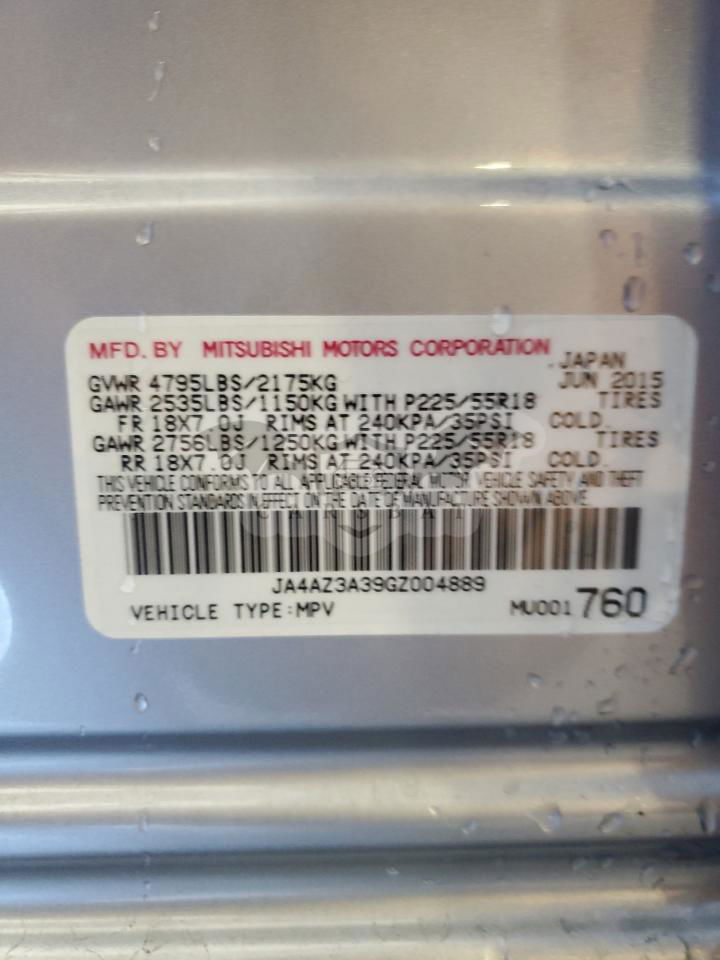 MFD. BY MITSUBISHI MOTORS CORPORATION
JAPAN
GVWR 4795LBS/2175KG JUN 2015
GAWR 2535LBS/1150KG WITH P225/55R18 TIRES
FR 18X7.0J RIMS AT 240KPA/35PSI COLD.
GAWR 2756LBS/1250KG WITH P225/55R18 TIRES
RR 18X7.0J RIMS AT 240KPA/35PSI COLD.
THIS VEHICLE CONFORMS TO ALL APPLICABLE FEDERAL MOTOR VEHICLE SAFETY AND THEFT
PREVENTION STANDARDS IN EFFECT ON THE DATE OF MANUFACTURE SHOWN ABOVE.
JA4AZ3A39GZ004889
VEHICLE TYPE:MPV MU001760